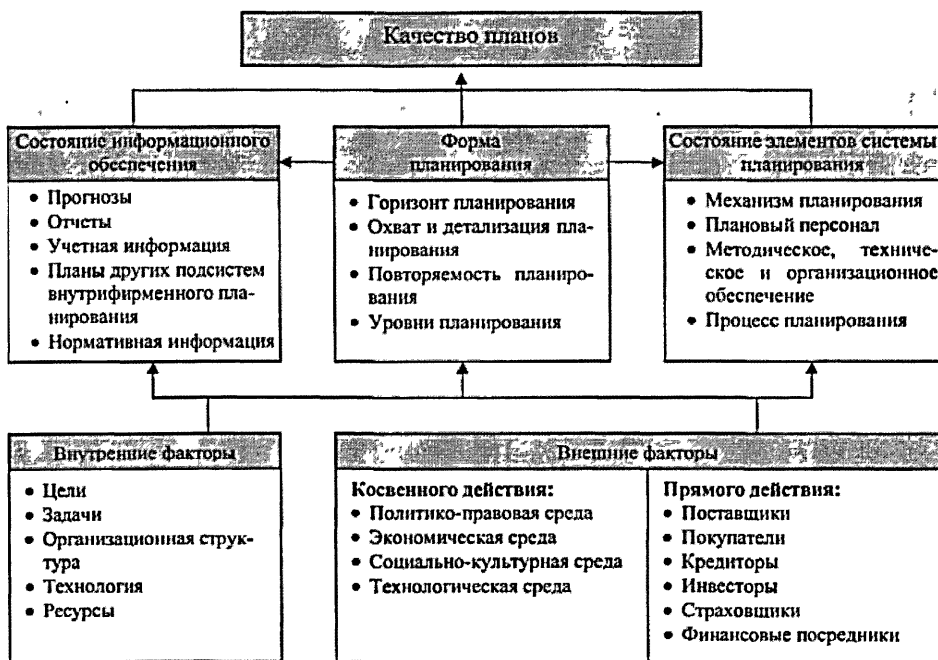 Качество планов
Состояние информационного
обеспечения
• Прогнозы
• Отчеты
• Учетная информация
• Планы других подсистем
внутрифирменного пла-
нирования
• Нормативная информация
Форма
планирования
• Горизонт планирования
• Охват и детализация пла-
нирования
• Повторяемость планиро-
вания
• Уровни планирования
Состояние элементов системы
планирования
• Механизм планирования
• Плановый персонал
• Методическое, техниче-
ское и организационное
обеспечение
• Процесс планирования
Внутренние факторы
• Цели
• Задачи
• Организационная струк-
тура
• Технология
• Ресурсы
Внешние факторы
Косвенного действия:
• Политико-правовая среда
• Экономическая среда
• Социально-культурная среда
• Технологическая среда
Прямого действия:
• Поставщики
• Покупатели
• Кредиторы
• Инвесторы
• Страховщики
• Финансовые посредники